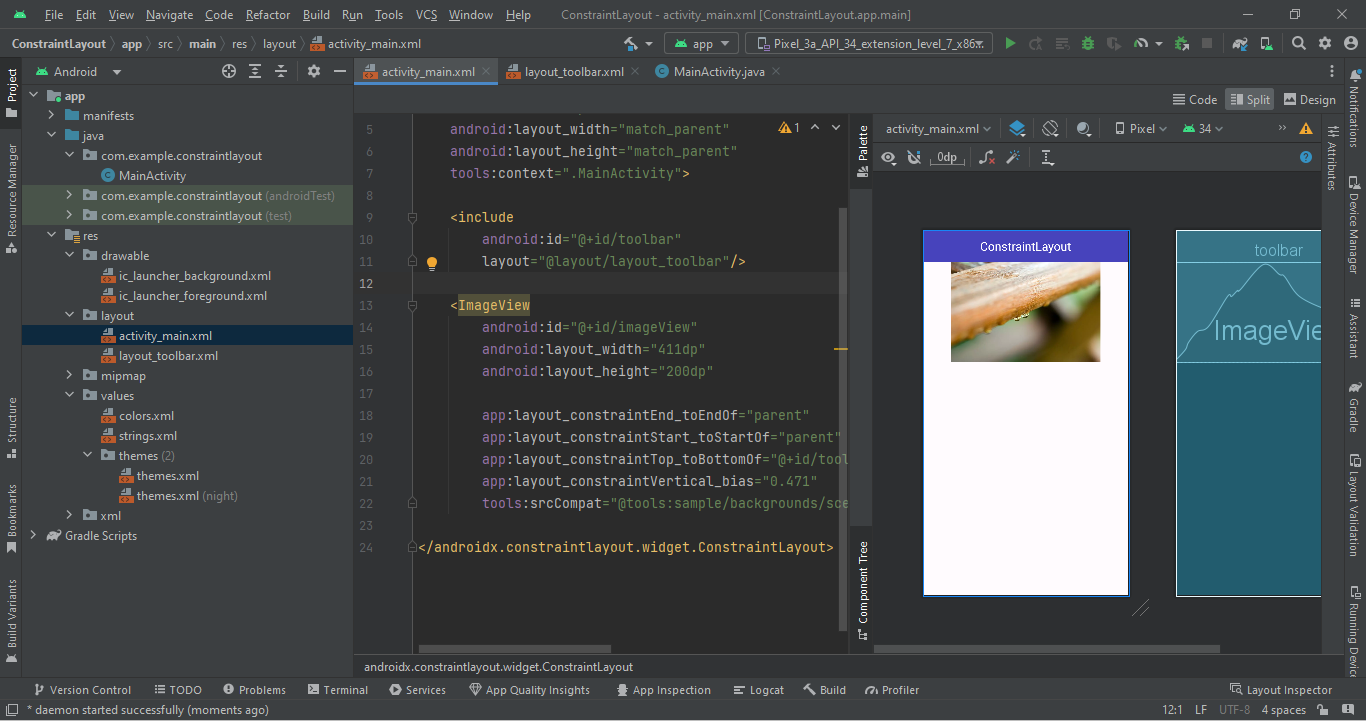 File Edit View Navigate Code Refactor Build Run Tools VCS Window Help ConstraintLayout - activity_main.xml [ConstraintLayout.app.main]
ConstraintLayout app src main res layout activity_main.xml app Pixel_3a_API_34_extension_level_7_x86
Android activity_main.xml layout_toolbar.xml MainActivity.java
Code Split Design
Project
Resource Manager
Structure
Bookmarks
Build Variants
app
manifests
java
com.example.constraintlayout
MainActivity
com.example.constraintlayout (androidTest)
com.example.constraintlayout (test)
res
drawable
ic_launcher_background.xml
ic_launcher_foreground.xml
layout
activity_main.xml
layout_toolbar.xml
mipmap
values
colors.xml
strings.xml
themes (2)
themes.xml
themes.xml (night)
xml
Gradle Scripts
5 android:layout_width="match_parent" 1
6 android:layout_height="match_parent"
7 tools:context=".MainActivity">
8
9 <include
10 android:id="@+id/toolbar"
11 layout="@layout/layout_toolbar"/>
12
13 <ImageView
14 android:id="@+id/imageView"
15 android:layout_width="411dp"
16 android:layout_height="200dp"
17
18 app:layout_constraintEnd_toEndOf="parent"
19 app:layout_constraintStart_toStartOf="parent"
20 app:layout_constraintTop_toBottomOf="@+id/tool
21 app:layout_constraintVertical_bias="0.471"
22 tools:srcCompat="@tools:sample/backgrounds/sce
23
24 </androidx.constraintlayout.widget.ConstraintLayout>
androidx.constraintlayout.widget.ConstraintLayout
Palette
Component Tree
activity_main.xml Pixel 34 »
0dp ?
ConstraintLayout
toolbar
ImageVie
Attributes
Notifications
Device Manager
Assistant
Gradle
Layout Validation
Running Device
Version Control TODO Problems Terminal Services App Quality Insights App Inspection Logcat Build Profiler Layout Inspector
* daemon started successfully (moments ago) 12:1 LF UTF-8 4 spaces